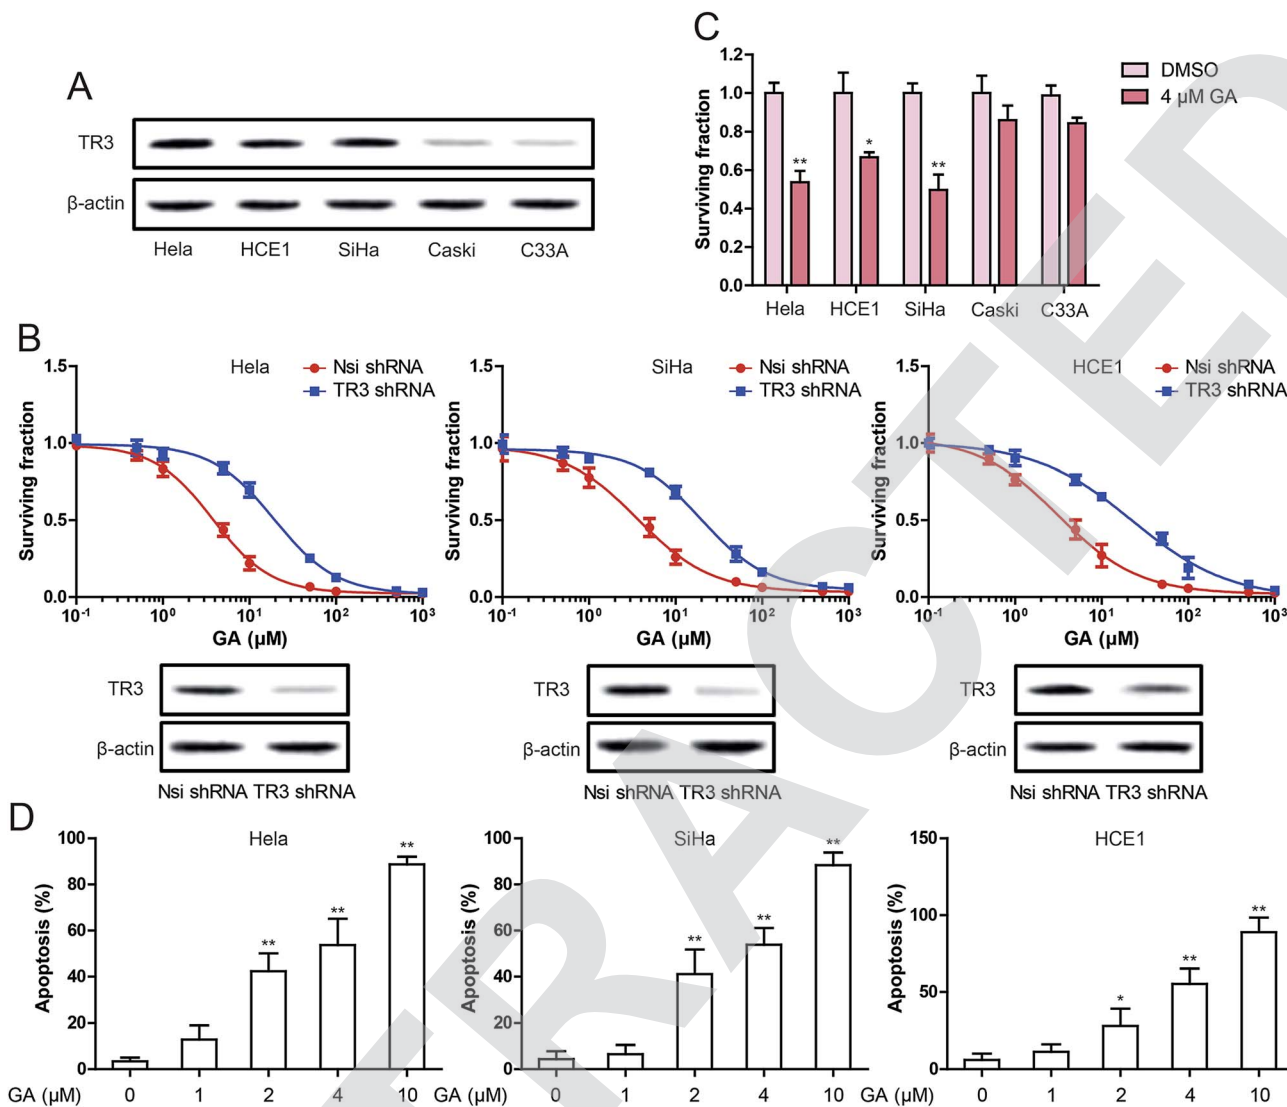 A
TR3
β-actin
Hela HCE1 SiHa Caski C33A
C
Surviving fraction
1.2
1.0
0.8
0.6
0.4
0.2
0.0
** * **
Hela HCE1 SiHa Caski C33A
DMSO
4 µM GA
B
Hela
Nsi shRNA
TR3 shRNA
Surviving fraction
1.5
1.0
0.5
0.0
10⁻¹ 10⁰ 10¹ 10² 10³
GA (µM)
SiHa
Nsi shRNA
TR3 shRNA
Surviving fraction
1.5
1.0
0.5
0.0
10⁻¹ 10⁰ 10¹ 10² 10³
GA (µM)
HCE1
Nsi shRNA
TR3 shRNA
Surviving fraction
1.5
1.0
0.5
0.0
10⁻¹ 10⁰ 10¹ 10² 10³
GA (µM)
TR3
β-actin
Nsi shRNA TR3 shRNA
TR3
β-actin
Nsi shRNA TR3 shRNA
TR3
β-actin
Nsi shRNA TR3 shRNA
D
Hela
Apoptosis (%)
100
80
60
40
20
0
** ** **
GA (µM) 0 1 2 4 10
SiHa
Apoptosis (%)
100
80
60
40
20
0
** ** **
GA (µM) 0 1 2 4 10
HCE1
Apoptosis (%)
150
100
50
0
* ** **
GA (µM) 0 1 2 4 10
TRACTED